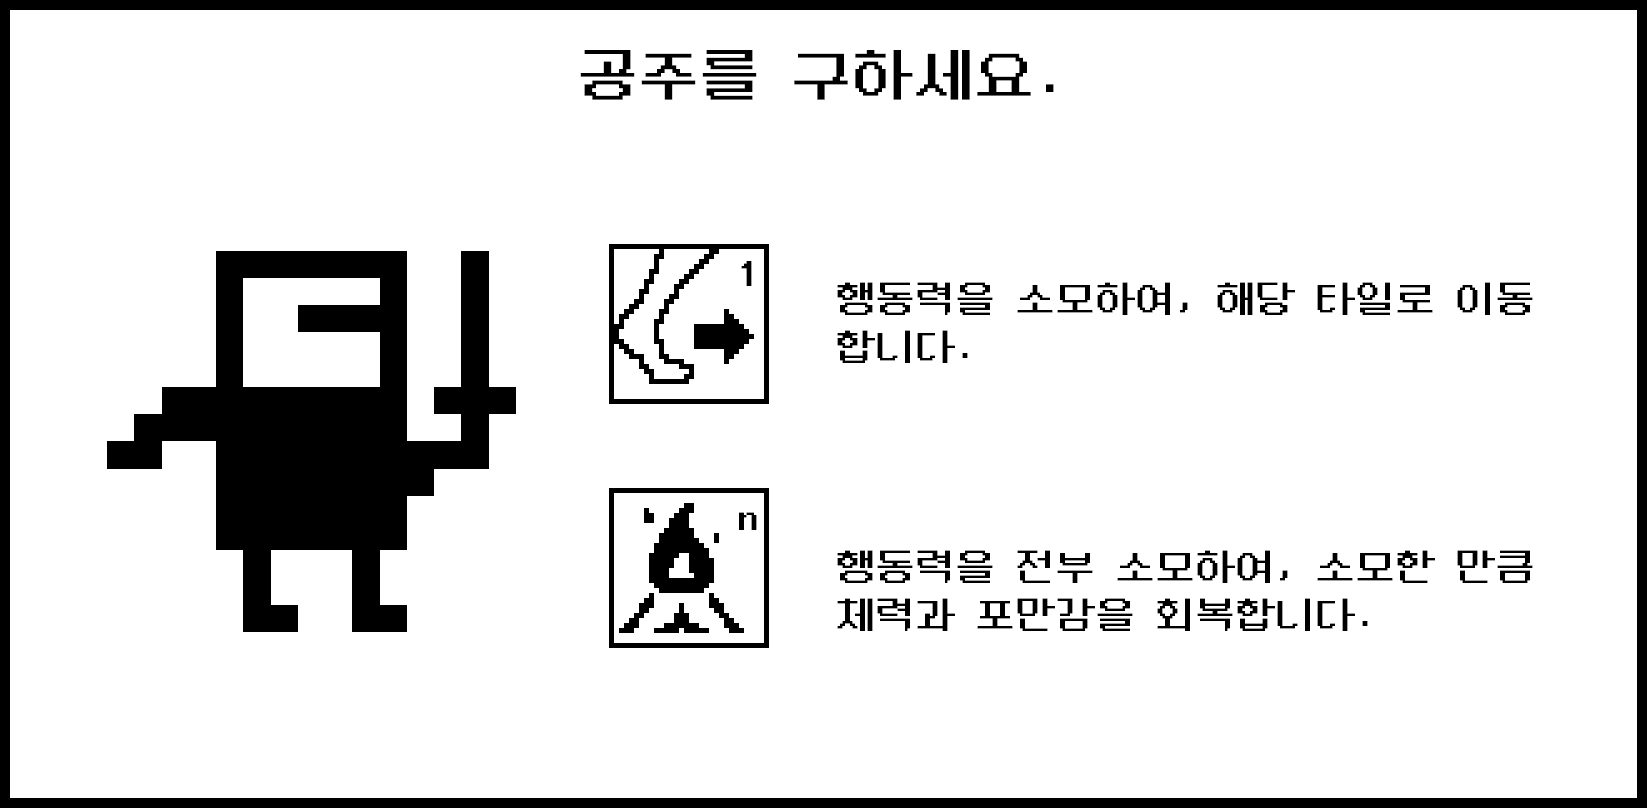 공주를 구하세요.
1
행동력을 소모하여, 해당 타일로 이동
합니다.
n
행동력을 전부 소모하여, 소모한 만큼
체력과 포만감을 회복합니다.